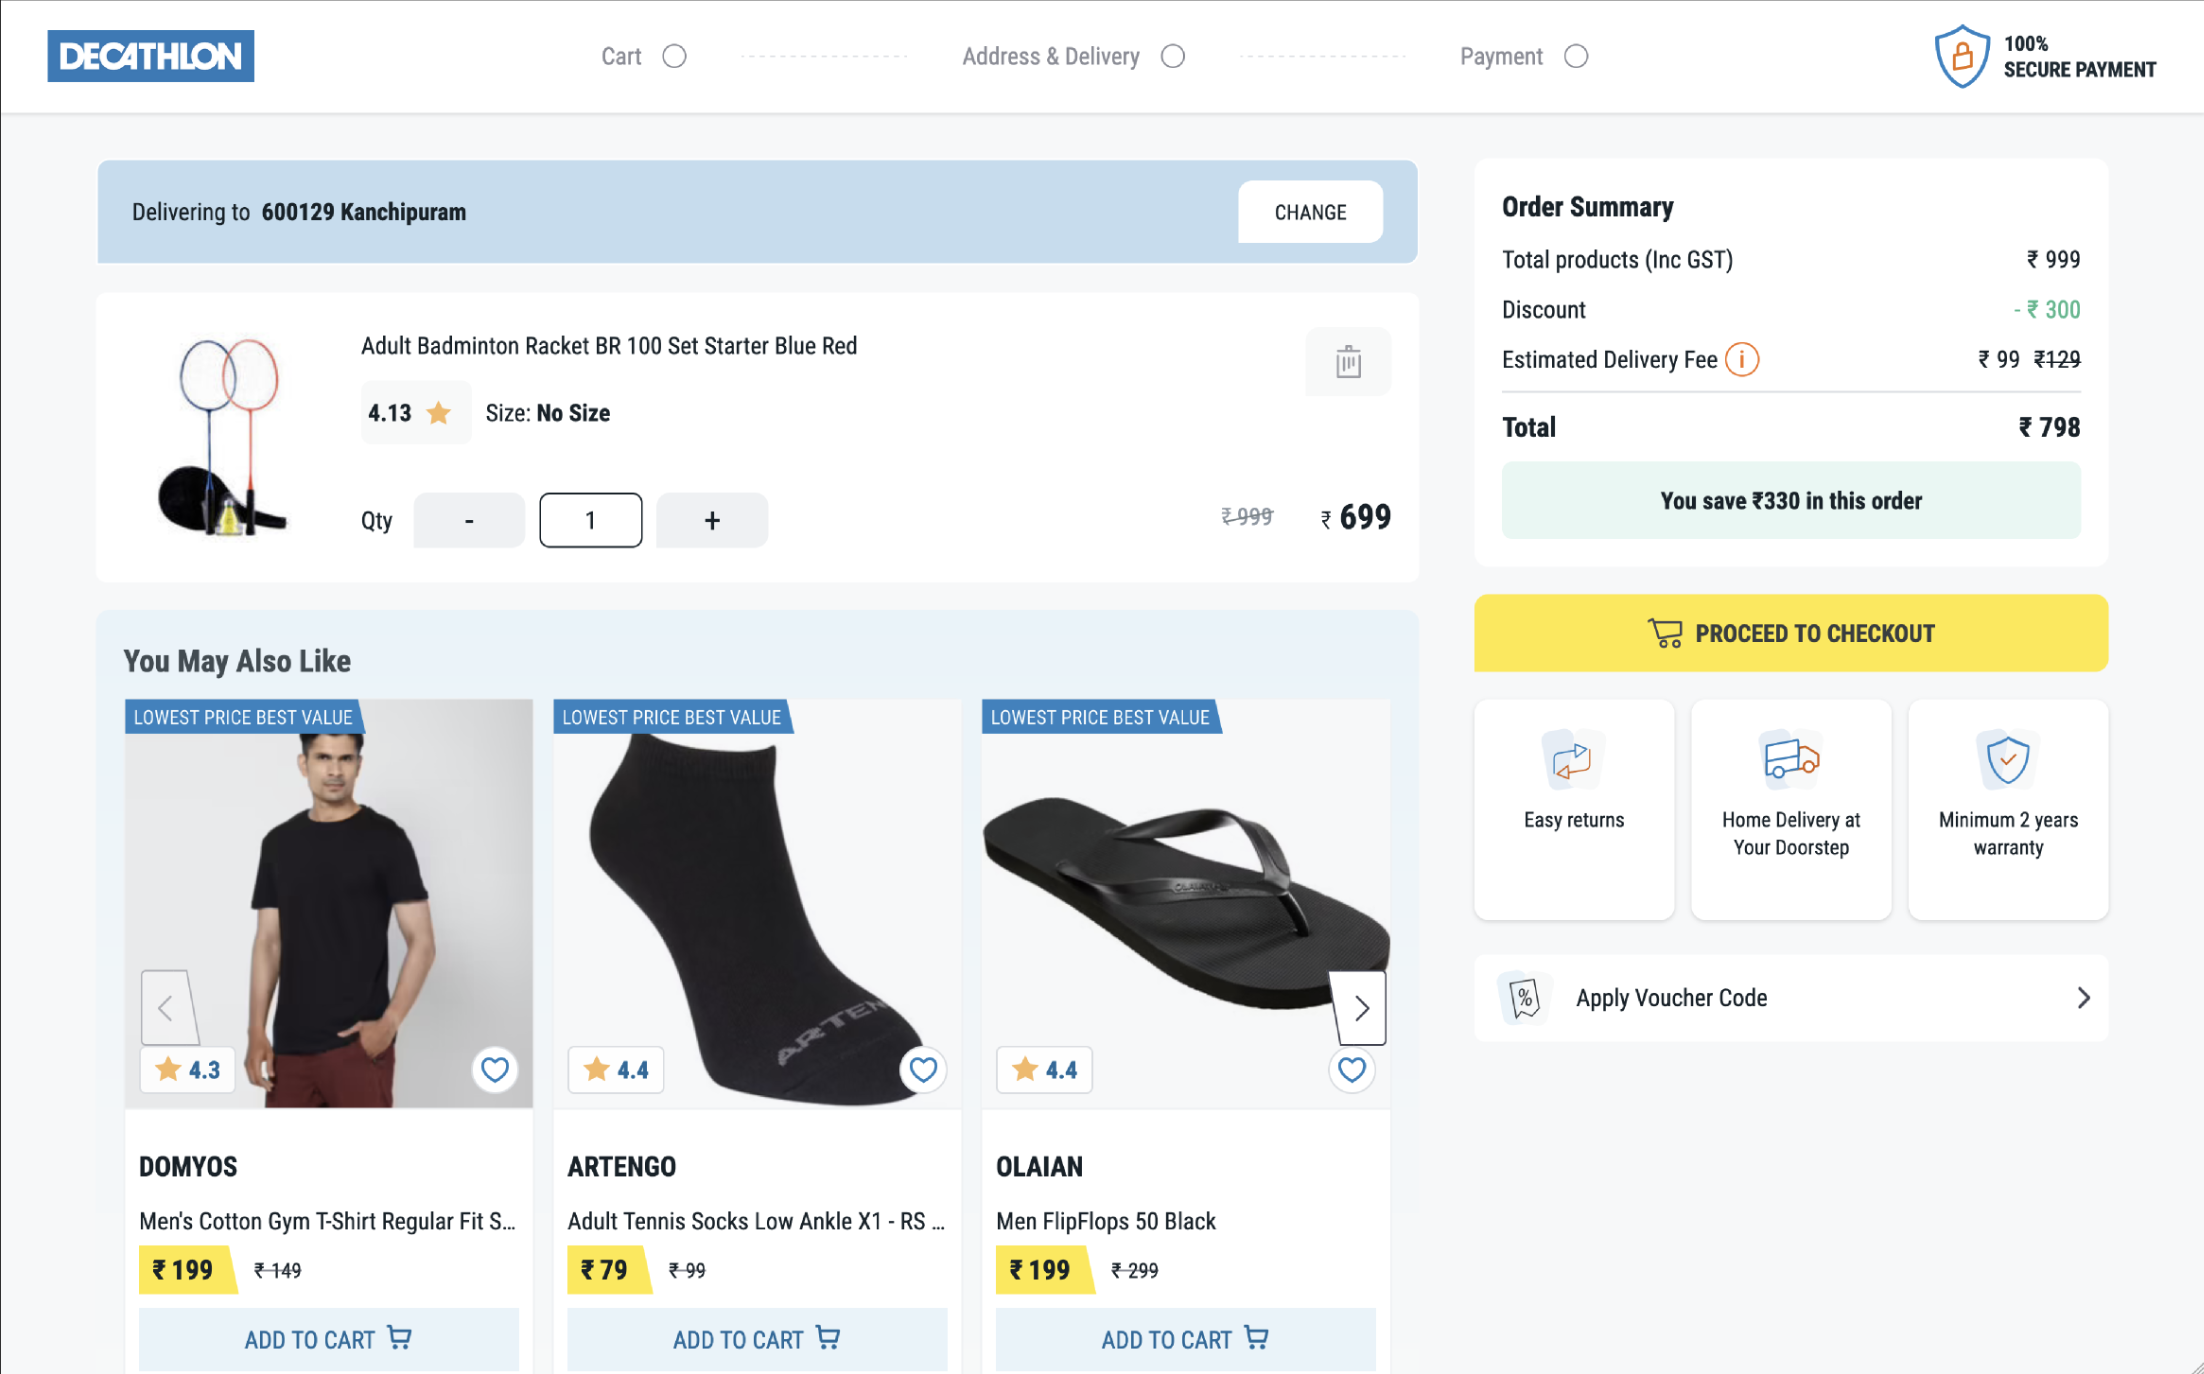 DECATHLON
Cart
Address & Delivery
Payment
100%
SECURE PAYMENT
Delivering to 600129 Kanchipuram
CHANGE
Adult Badminton Racket BR 100 Set Starter Blue Red
4.13
Size: No Size
Qty
-
1
+
₹ 999
₹ 699
You May Also Like
LOWEST PRICE BEST VALUE
4.3
DOMYOS
Men's Cotton Gym T-Shirt Regular Fit S...
₹ 199
₹ 149
ADD TO CART
LOWEST PRICE BEST VALUE
ARTENGO
4.4
ARTENGO
Adult Tennis Socks Low Ankle X1 - RS ...
₹ 79
₹ 99
ADD TO CART
LOWEST PRICE BEST VALUE
4.4
OLAIAN
Men FlipFlops 50 Black
₹ 199
₹ 299
ADD TO CART
Order Summary
Total products (Inc GST) ₹ 999
Discount - ₹ 300
Estimated Delivery Fee i ₹ 99 ₹129
Total ₹ 798
You save ₹330 in this order
PROCEED TO CHECKOUT
Easy returns
Home Delivery at
Your Doorstep
Minimum 2 years
warranty
%
Apply Voucher Code